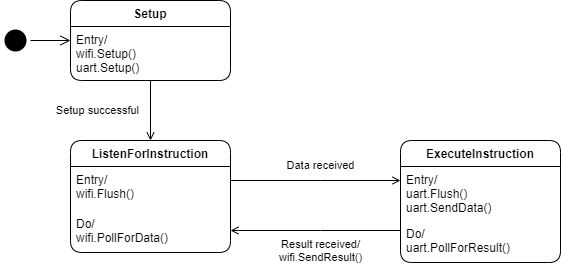 Setup
Entry/
wifi.Setup()
uart.Setup()
Setup successful
ListenForInstruction
Entry/
wifi.Flush()
Do/
wifi.PollForData()
Data received
ExecuteInstruction
Entry/
uart.Flush()
uart.SendData()
Do/
uart.PollForResult()
Result received/
wifi.SendResult()